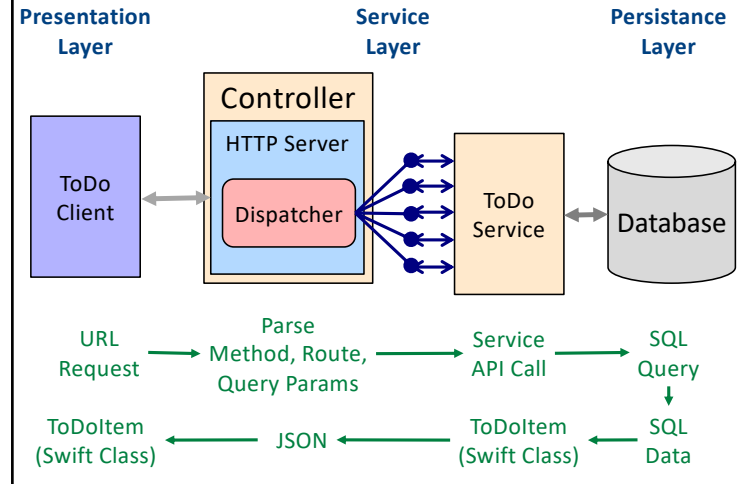 Presentation
Layer
Service
Layer
Persistance
Layer
Controller
HTTP Server
Dispatcher
ToDo
Client
ToDo
Service
Database
URL
Request
Parse
Method, Route,
Query Params
Service
API Call
SQL
Query
ToDoItem
(Swift Class)
JSON
ToDoItem
(Swift Class)
SQL
Data